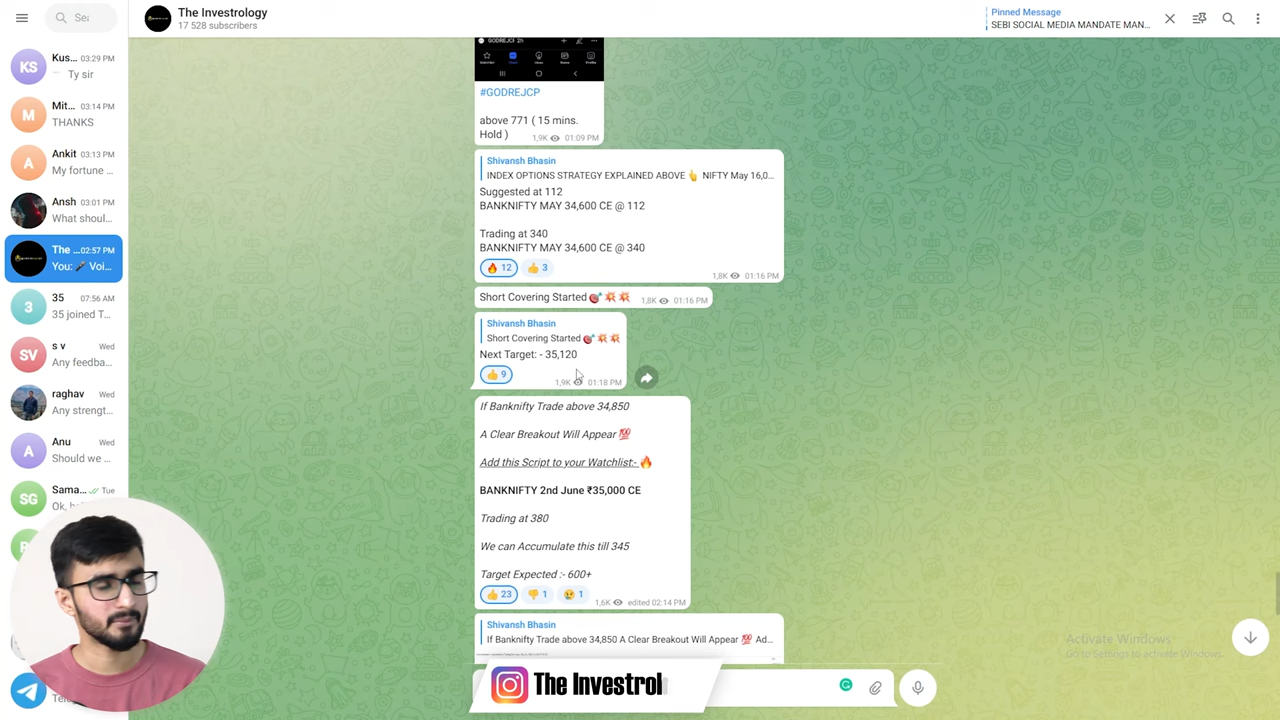 Sei
The Investrology
17 528 subscribers
Pinned Message
SEBI SOCIAL MEDIA MANDATE MAN...
KS
Kus... 03:29 PM
Ty sir
M
Mit... 03:14 PM
THANKS
A
Ankit 03:13 PM
My fortune ...
Ansh 03:01 PM
What shoul...
The ... 02:57 PM
You: 🎤 Voi...
3
35 07:56 AM
35 joined T...
SV
s v Wed
Any feedba...
raghav Wed
Any strengt...
A
Anu Wed
Should we ...
SG
Sama... Tue
Ok,
GODREJCP 2h
#GODREJCP
above 771 ( 15 mins.
Hold )
1,9K 01:09 PM
Shivansh Bhasin
INDEX OPTIONS STRATEGY EXPLAINED ABOVE 👆 NIFTY May 16,0...
Suggested at 112
BANKNIFTY MAY 34,600 CE @ 112
Trading at 340
BANKNIFTY MAY 34,600 CE @ 340
🔥 12 👍 3
1,8K 01:16 PM
Short Covering Started 🎯💥💥 1,8K 01:16 PM
Shivansh Bhasin
Short Covering Started 🎯💥💥
Next Target: - 35,120
👍 9
1,9K 01:18 PM
If Banknifty Trade above 34,850
A Clear Breakout Will Appear 💯
Add this Script to your Watchlist:- 🔥
BANKNIFTY 2nd June ₹35,000 CE
Trading at 380
We can Accumulate this till 345
Target Expected :- 600+
👍 23 👎 1 😢 1
1,6K edited 02:14 PM
Shivansh Bhasin
If Banknifty Trade above 34,850 A Clear Breakout Will Appear 💯 Ad...
Activate Windows
Go to Settings to activate Windows.
The Investrol